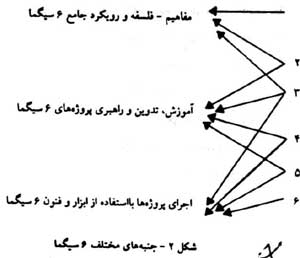 مفاهیم - فلسفه و رویکرد جامع ۶ سیگما
۲
۳
آموزش، تدوین و راهبری پروژه‌های ۶ سیگما
۴
۵
۶
اجرای پروژه‌ها بااستفاده از ابزار و فنون ۶ سیگما
شکل ۲ - جنبه‌های مختلف ۶ سیگما